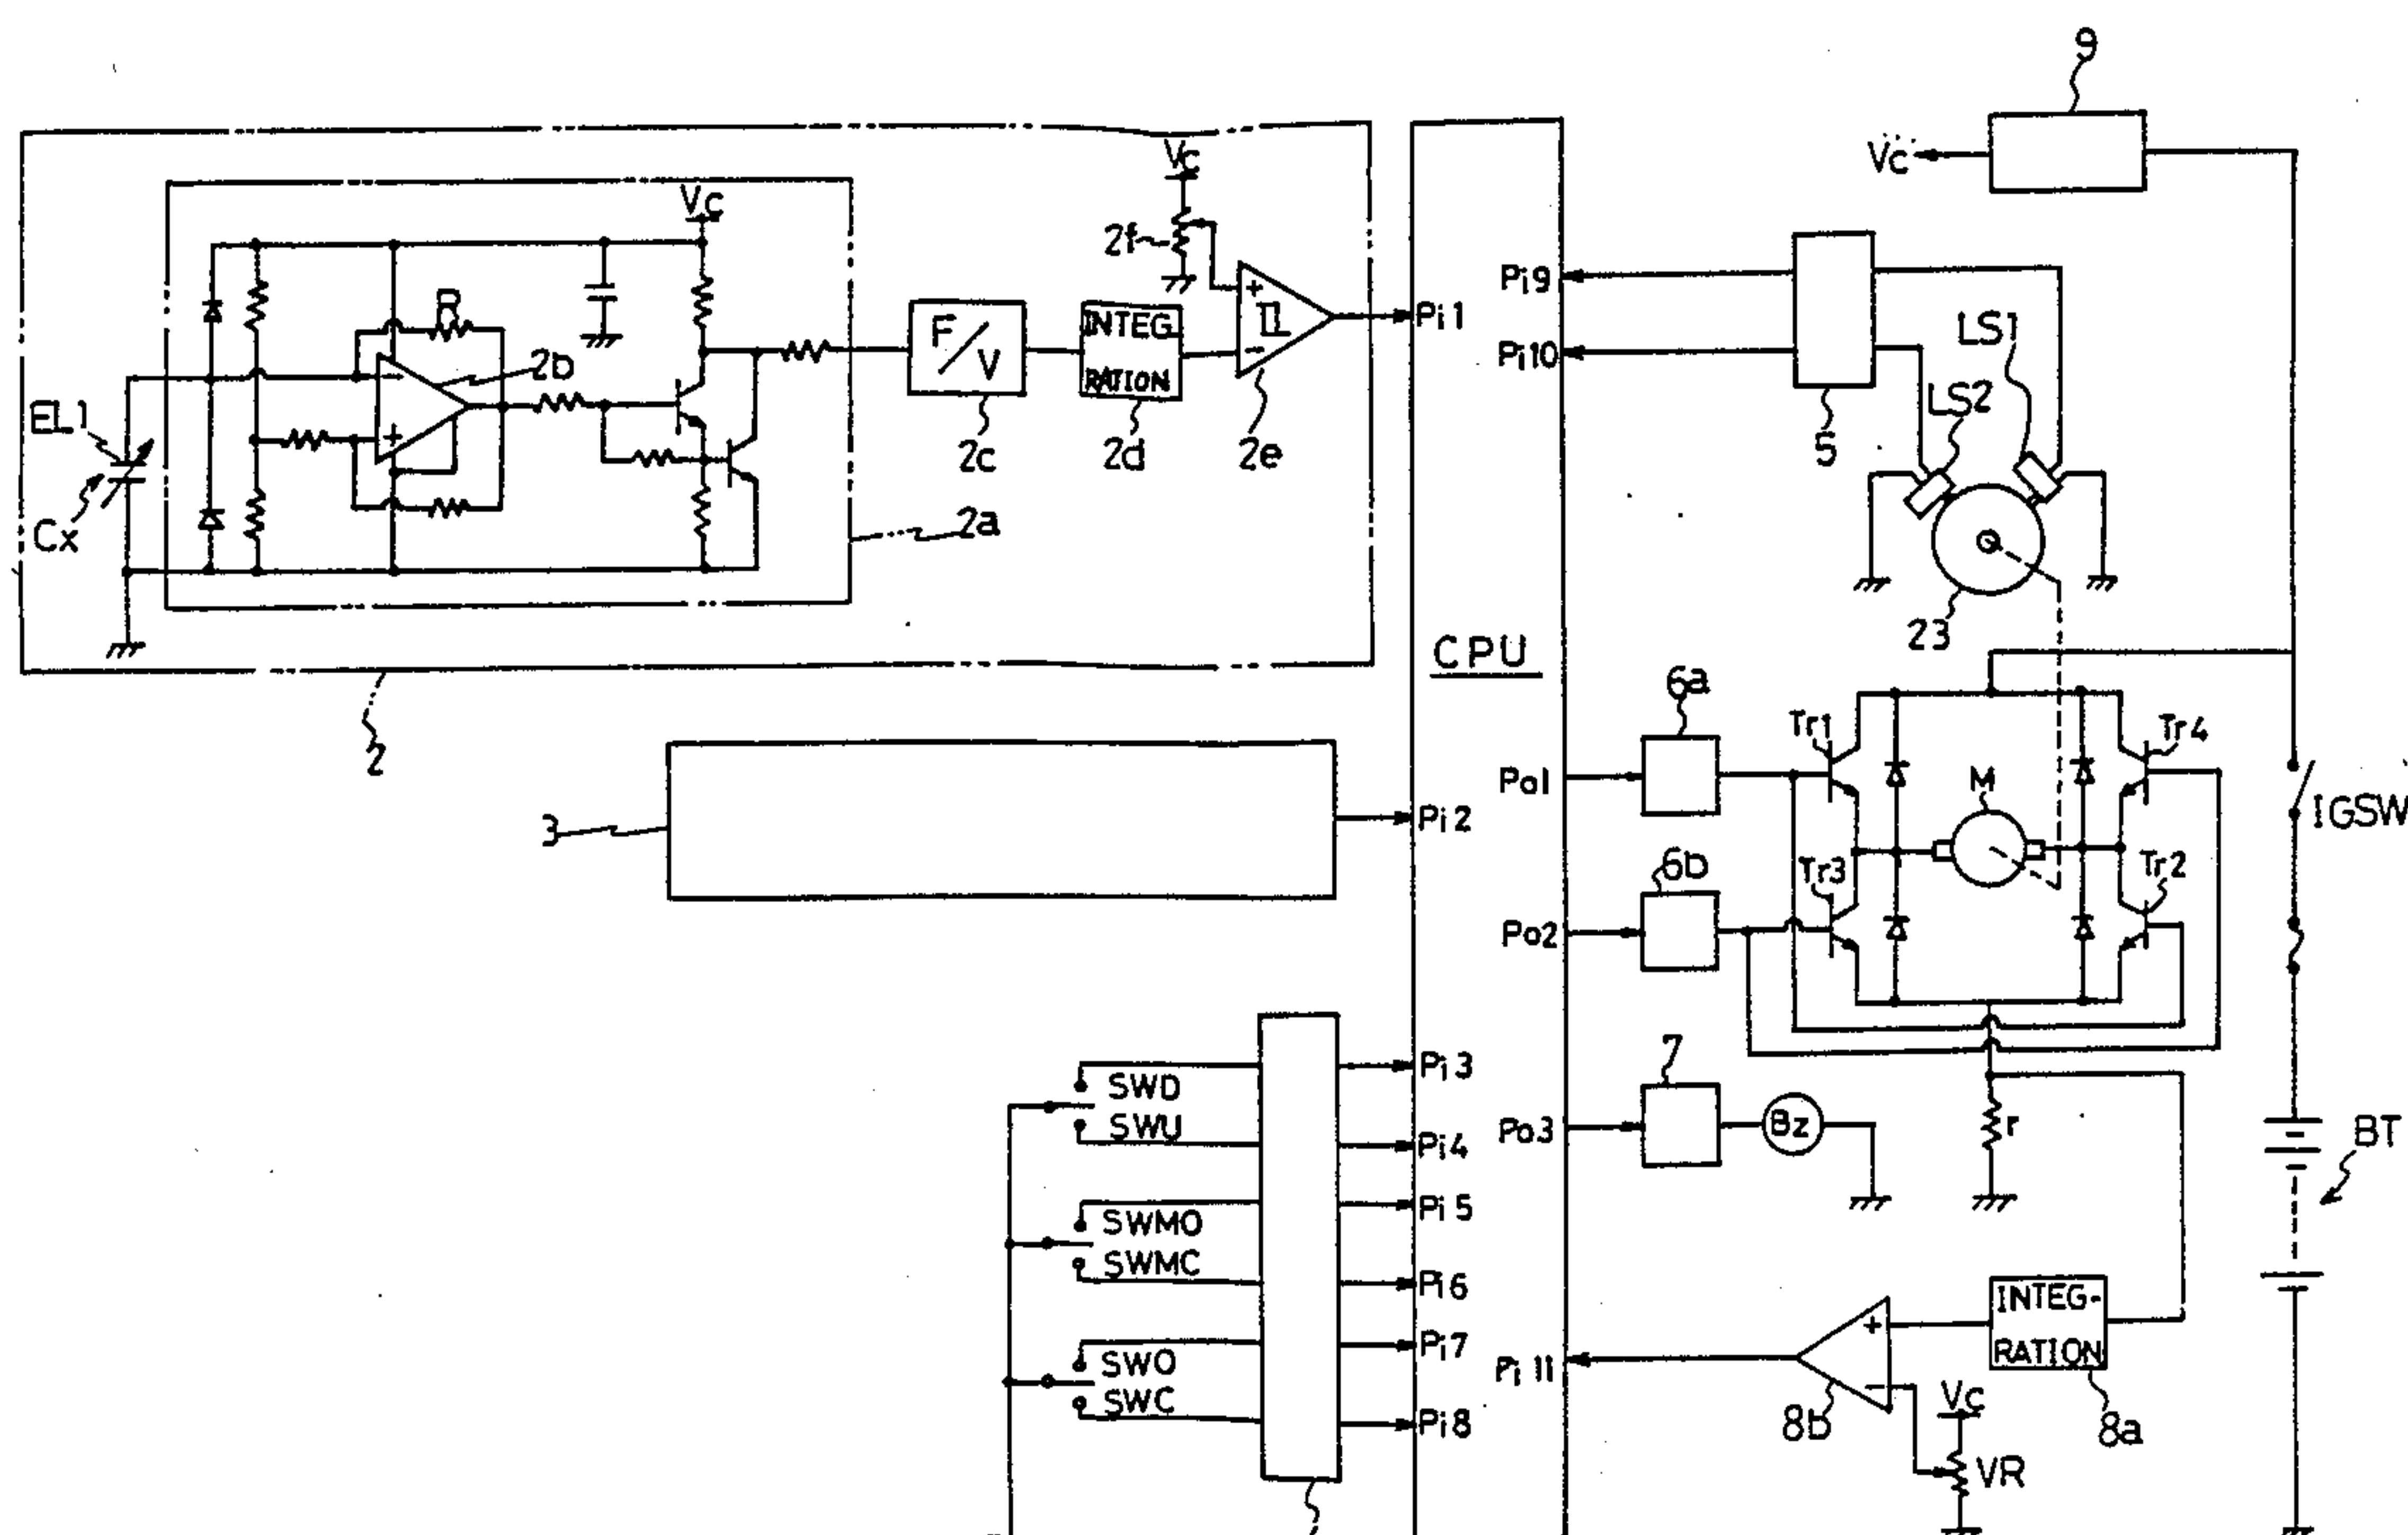 9
Vc
Vc
Vc
2f
R
2b
EL1
Cx
F/V
2c
INTEG-
RATION
2d
+
-
2e
2a
2
Pi1
CPU
Pi9
Pi10
5
LS1
LS2
23
3
Pi2
6a
Po1
Tr1
Tr4
M
IGSW
6b
Po2
Tr3
Tr2
7
Po3
Bz
r
BT
SWD
SWU
Pi3
Pi4
SWMO
SWMC
Pi5
Pi6
SWO
SWC
Pi7
Pi8
Pi11
+
-
8b
INTEG-
RATION
8a
Vc
VR